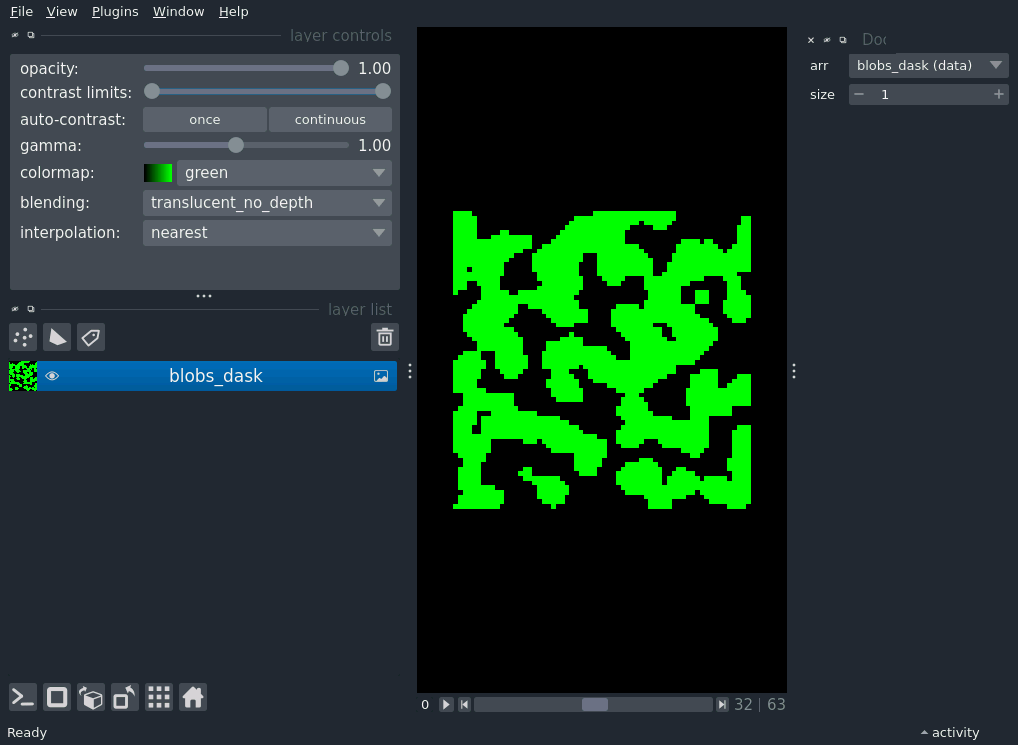 File View Plugins Window Help
layer controls
opacity: 1.00
contrast limits:
auto-contrast: once continuous
gamma: 1.00
colormap: green
blending: translucent_no_depth
interpolation: nearest
layer list
blobs_dask
Doc
arr blobs_dask (data)
size 1
0 32 | 63
Ready
activity